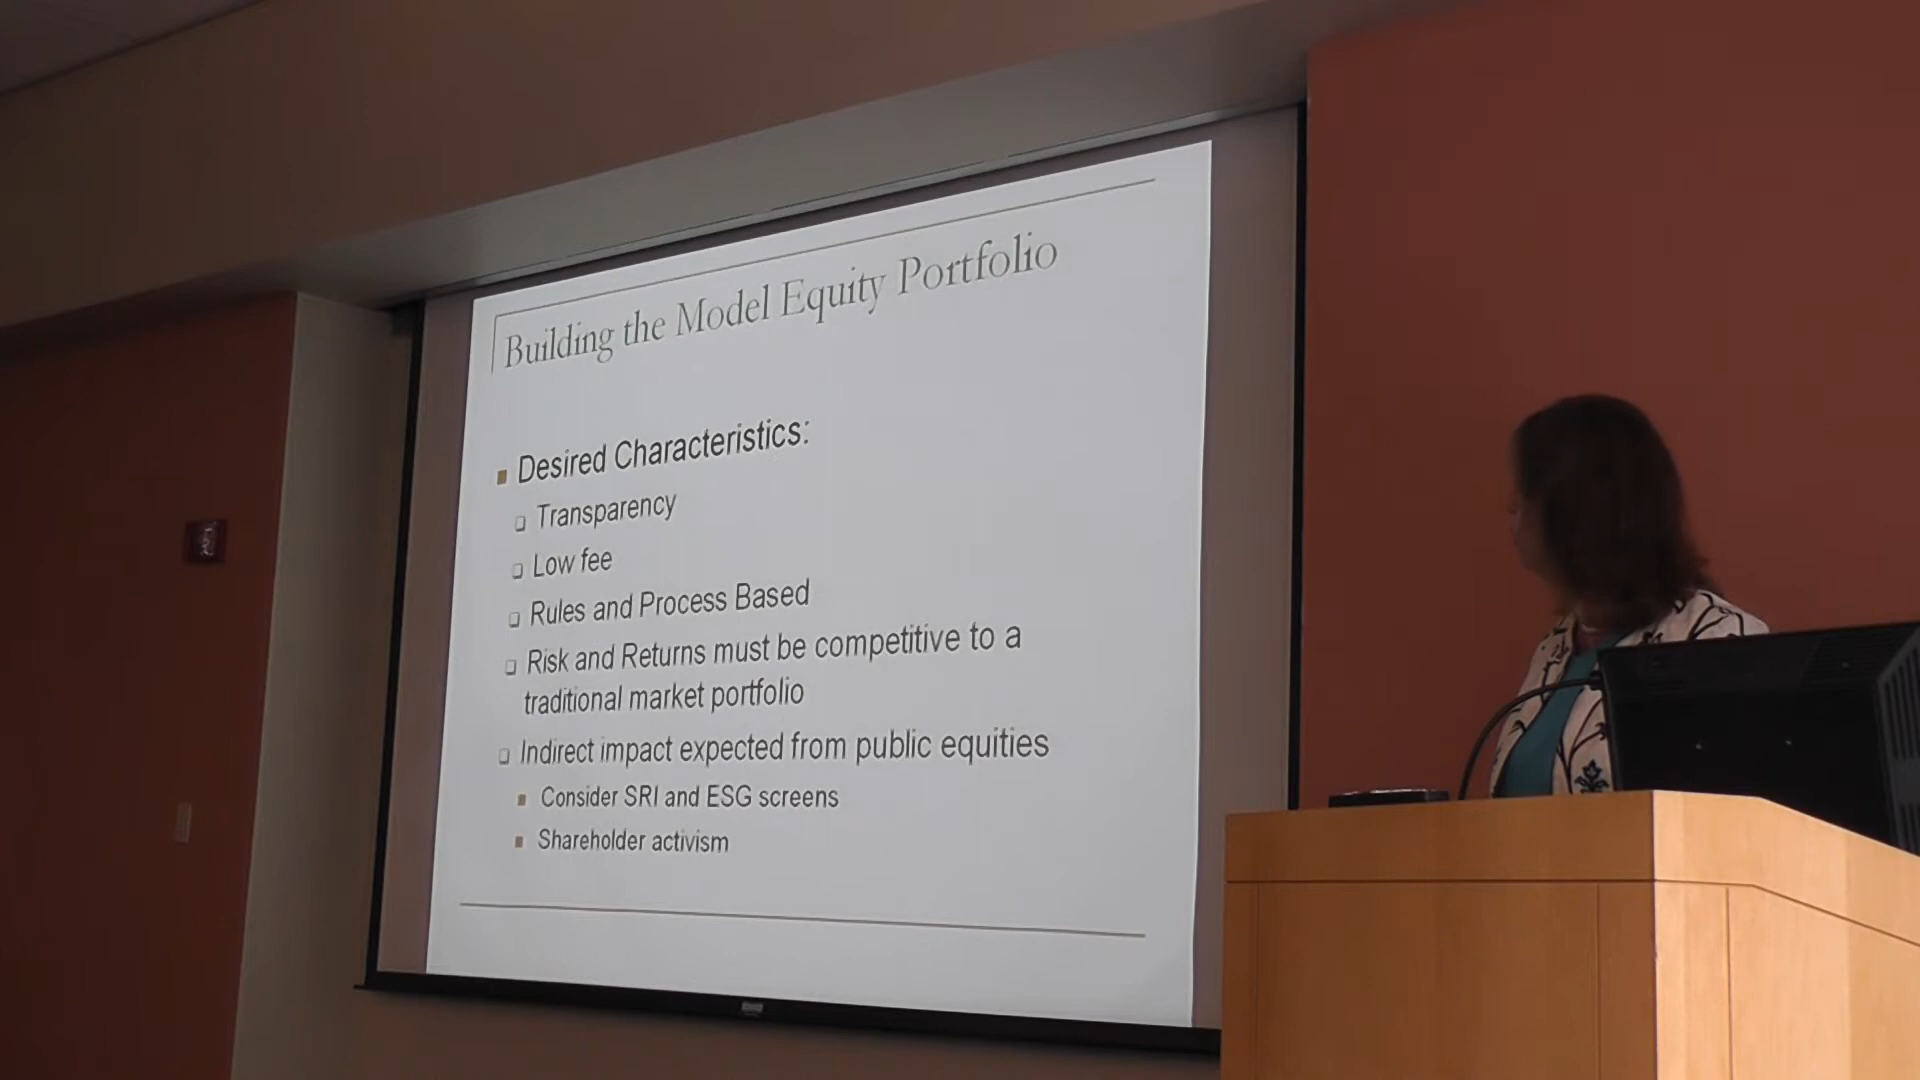 Building the Model Equity Portfolio
Desired Characteristics:
Transparency
Low fee
Rules and Process Based
Risk and Returns must be competitive to a
traditional market portfolio
Indirect impact expected from public equities
Consider SRI and ESG screens
Shareholder activism